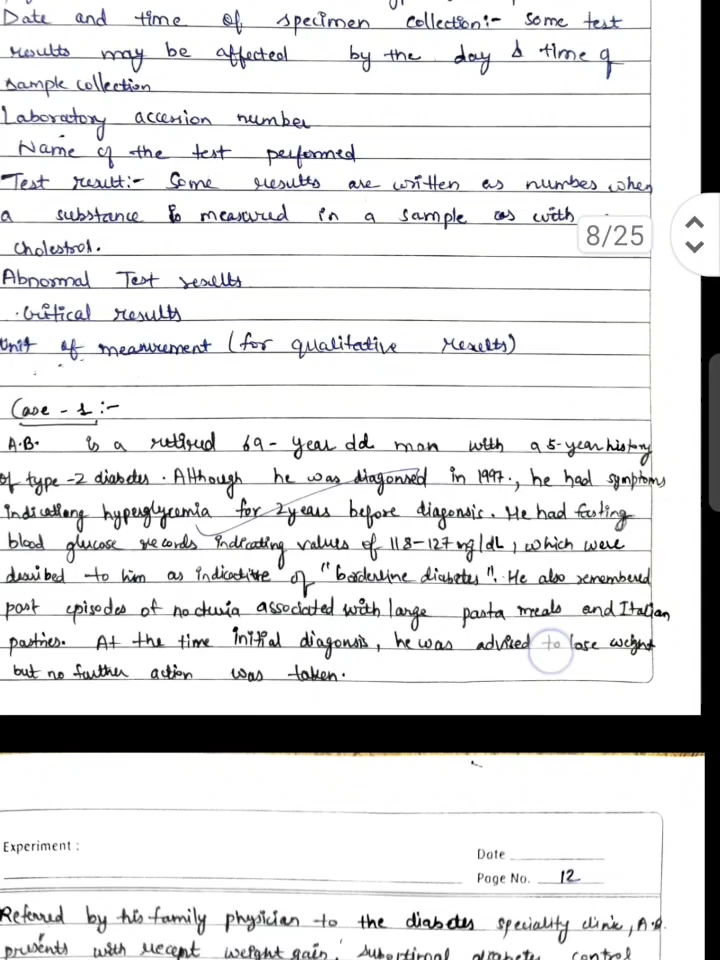 Date and time of specimen collection:- Some test
results may be affected by the day & time of
sample collection
Laboratory accession number
Name of the test performed
Test result:- Some results are written as number when
a substance is measured in a sample as with
cholestrol.
8/25
Abnormal Test results
Critical results
Unit of measurement (for qualitative results)
Case - 1 :-
A.B. is a retired 69-year old man with a 5-year history
of type-2 diabetes. Although he was diagonsed in 1997, he had symptoms
indicationg hyperglycemia for 2 years before diagonsis. He had fasting
blood glucose records indicating values of 118-127 mg/dL, which were
desribed to him as indicative of "borderline diabetes". He also remembered
past episodes of nocturia associated with large pasta meals and Italian
pastries. At the time initial diagonsis, he was advised to lose weight
but no further action was taken.
Experiment :
Date
Page No. 12
Referred by his family physician to the diabetes speciality clinic, A.B.
presents with recent weight gain, suboptimal diabetes control